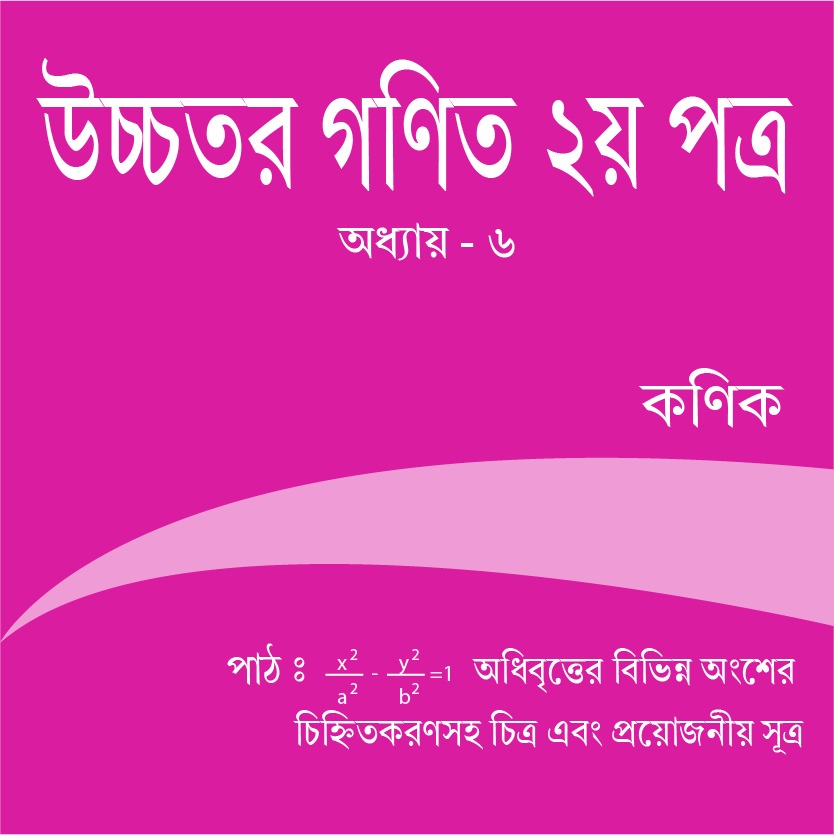 উচ্চতর গণিত ২য় পত্র
অধ্যায় - ৬
কণিক
পাঠ ঃ x²/a² - y²/b² =1 অধিবৃত্তের বিভিন্ন অংশের
চিহ্নিতকরণসহ চিত্র এবং প্রয়োজনীয় সূত্র